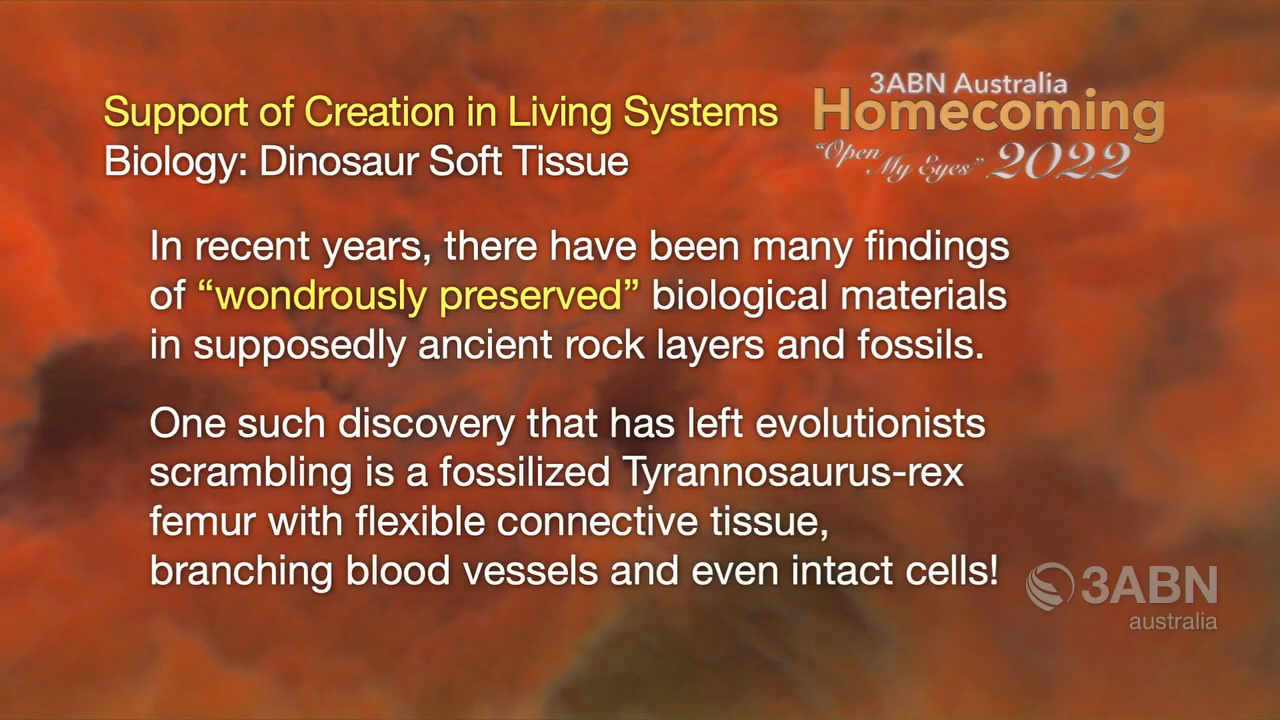 Support of Creation in Living Systems
Biology: Dinosaur Soft Tissue
3ABN Australia
Homecoming
“Open My Eyes” 2022
In recent years, there have been many findings
of “wondrously preserved” biological materials
in supposedly ancient rock layers and fossils.
One such discovery that has left evolutionists
scrambling is a fossilized Tyrannosaurus-rex
femur with flexible connective tissue,
branching blood vessels and even intact cells!
3ABN
australia